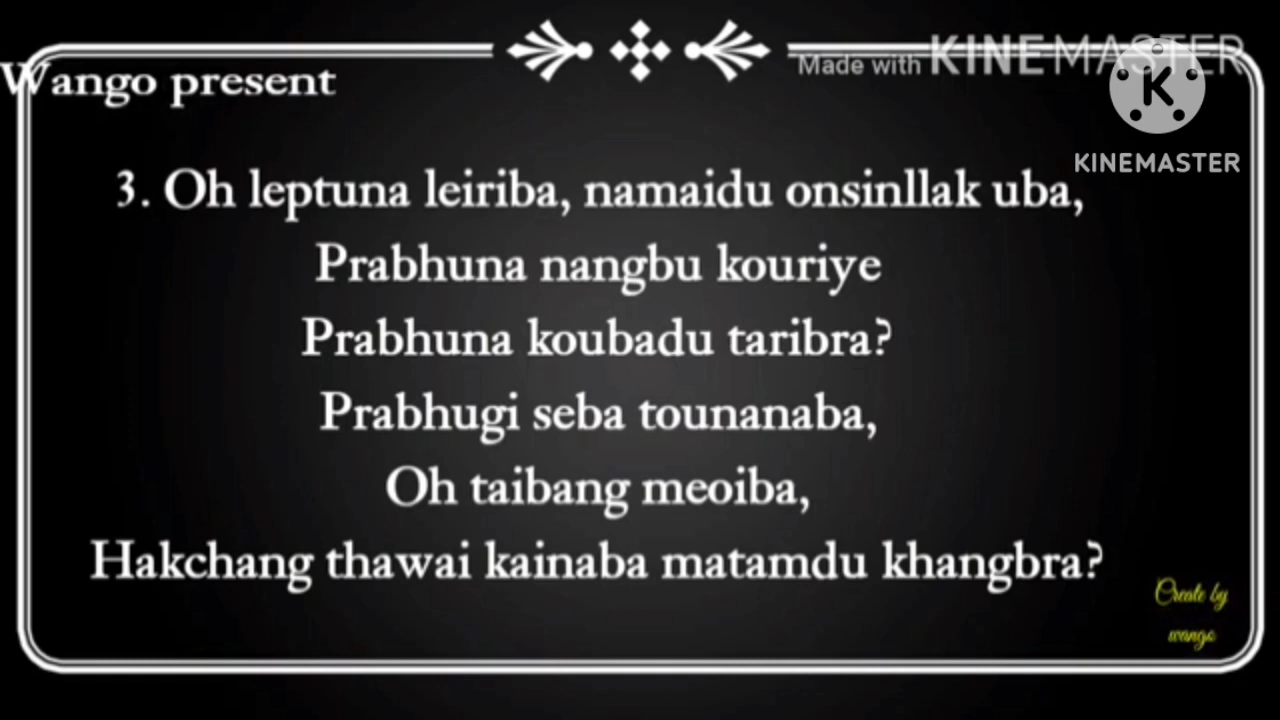 Made with KINEMASTER
Wango present
K
KINEMASTER
3. Oh leptuna leiriba, namaidu onsinllak uba,
Prabhuna nangbu kouriye
Prabhuna koubadu taribra?
Prabhugi seba tounanaba,
Oh taibang meoiba,
Hakchang thawai kainaba matamdu khangbra?
Create by
wango